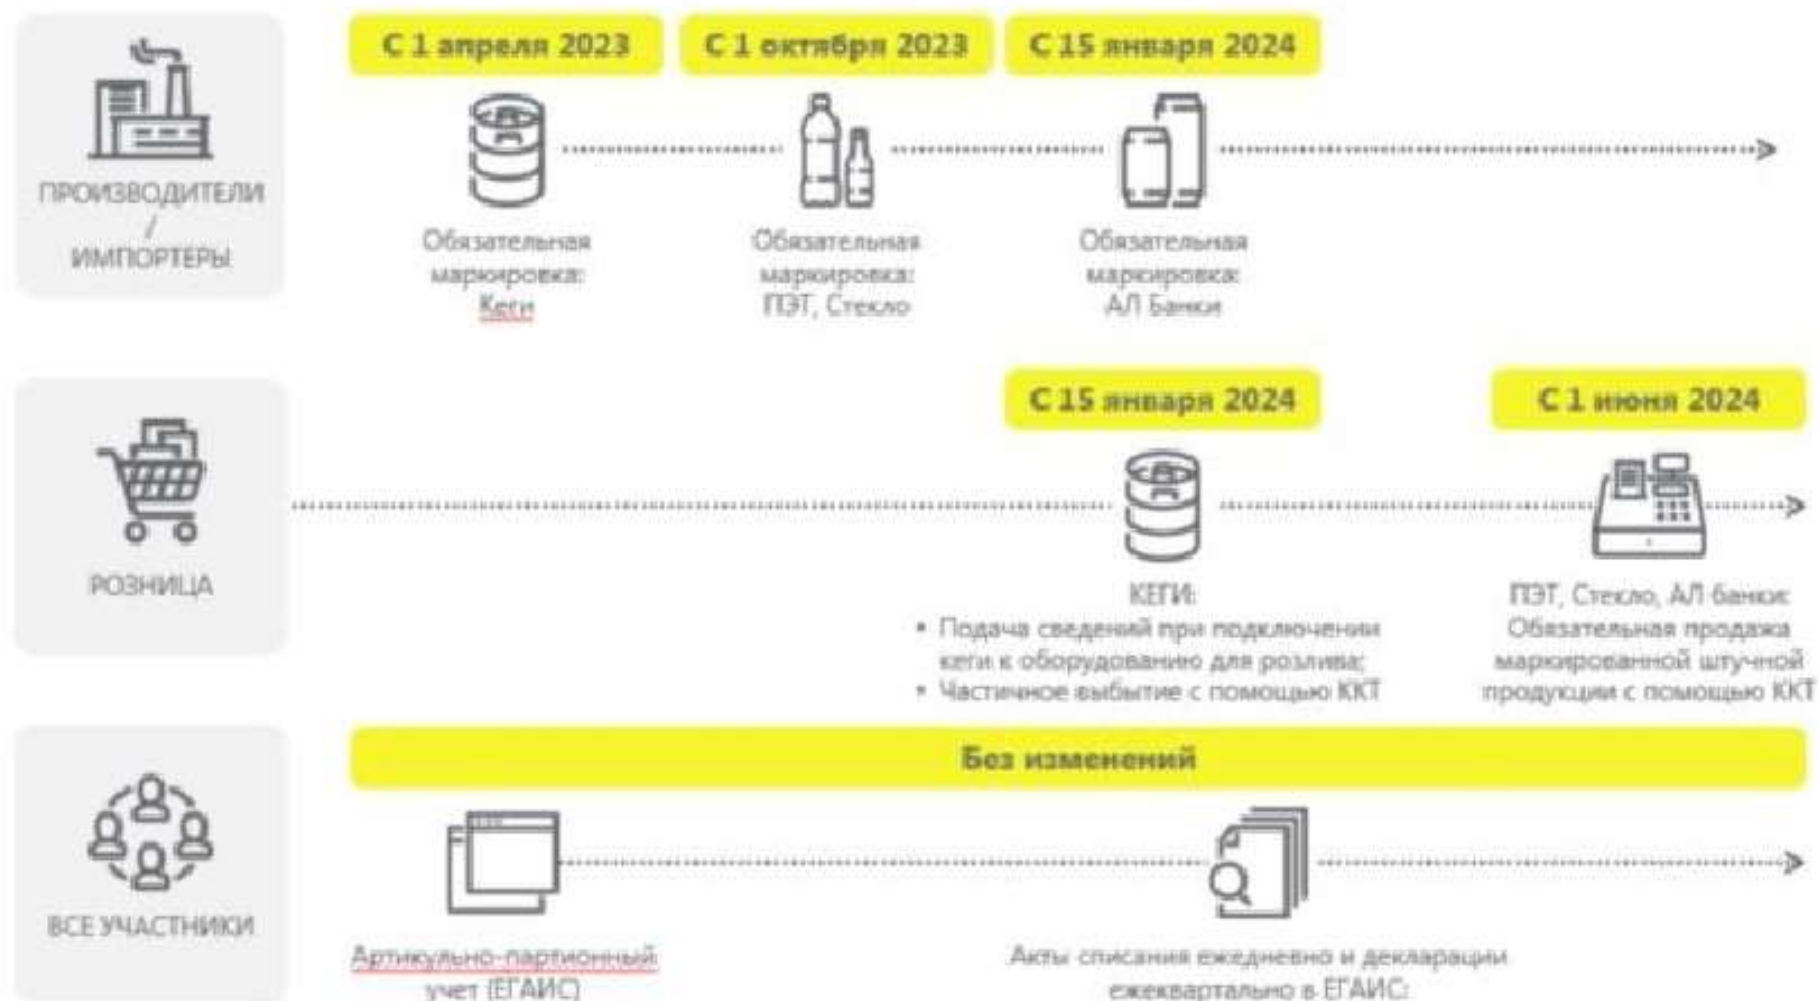 С 1 апреля 2023
С 1 октября 2023
С 15 января 2024
ПРОИЗВОДИТЕЛИ
/
ИМПОРТЕРЫ
Обязательная
маркировка:
Кеги
Обязательная
маркировка:
ПЭТ, Стекло
Обязательная
маркировка:
АЛ Банки
С 15 января 2024
С 1 июня 2024
РОЗНИЦА
КЕГИ:
• Подача сведений при подключении
кеги к оборудованию для розлива;
• Частичное выбытие с помощью ККТ
ПЭТ, Стекло, АЛ банки:
Обязательная продажа
маркированной штучной
продукции с помощью ККТ
Без изменений
ВСЕ УЧАСТНИКИ
Артикульно-партионный
учет (ЕГАИС)
Акты списания ежедневно и декларации
ежеквартально в ЕГАИС: